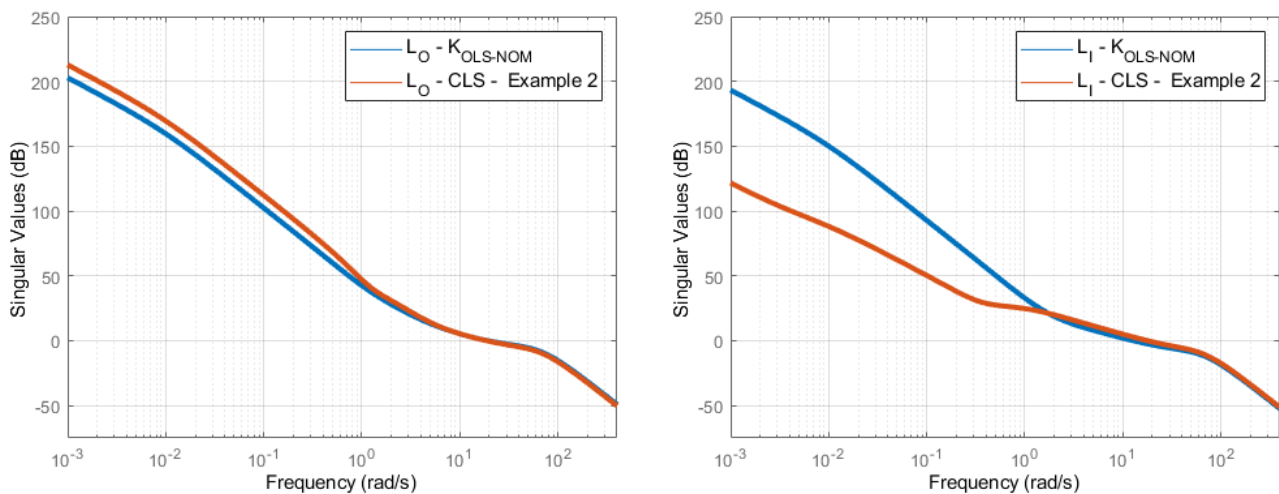 250
200
150
100
50
0
-50
Singular Values (dB)
L_O - K_OLS-NOM
L_O - CLS - Example 2
10^-3 10^-2 10^-1 10^0 10^1 10^2
Frequency (rad/s)
250
200
150
100
50
0
-50
Singular Values (dB)
L_I - K_OLS-NOM
L_I - CLS - Example 2
10^-3 10^-2 10^-1 10^0 10^1 10^2
Frequency (rad/s)